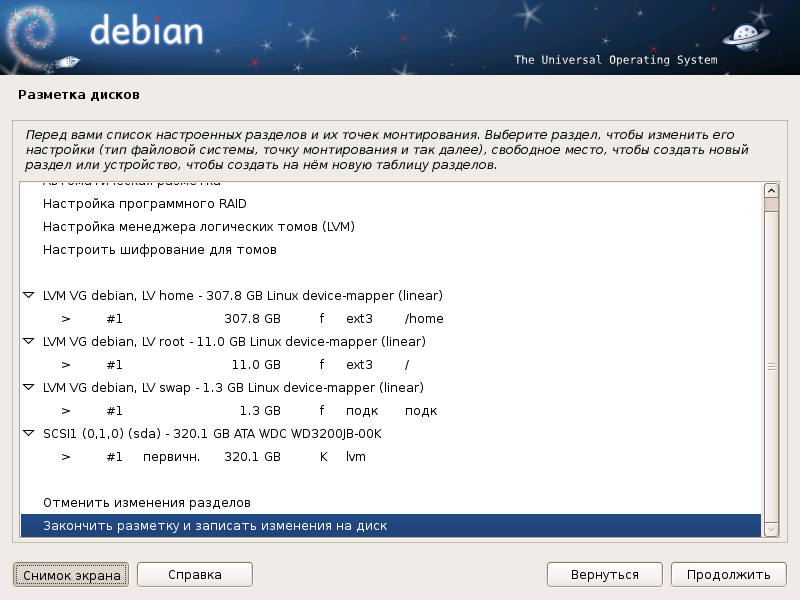 debian
The Universal Operating System
Разметка дисков
Перед вами список настроенных разделов и их точек монтирования. Выберите раздел, чтобы изменить его
настройки (тип файловой системы, точку монтирования и так далее), свободное место, чтобы создать новый
раздел или устройство, чтобы создать на нём новую таблицу разделов.
Автоматическая разметка
Настройка программного RAID
Настройка менеджера логических томов (LVM)
Настроить шифрование для томов
LVM VG debian, LV home - 307.8 GB Linux device-mapper (linear)
> #1 307.8 GB f ext3 /home
LVM VG debian, LV root - 11.0 GB Linux device-mapper (linear)
> #1 11.0 GB f ext3 /
LVM VG debian, LV swap - 1.3 GB Linux device-mapper (linear)
> #1 1.3 GB f подк подк
SCSI1 (0,1,0) (sda) - 320.1 GB ATA WDC WD3200JB-00K
> #1 первичн. 320.1 GB K lvm
Отменить изменения разделов
Закончить разметку и записать изменения на диск
Снимок экрана Справка Вернуться Продолжить